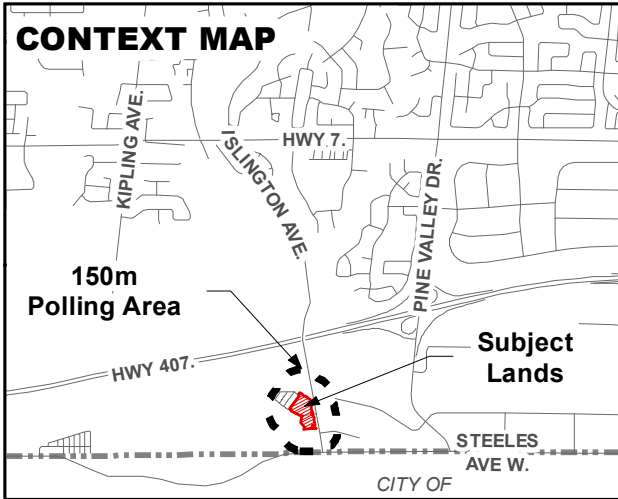 CONTEXT MAP
KIPLING AVE.
ISLINGTON AVE.
HWY 7.
PINE VALLEY DR.
150m
Polling Area
HWY 407.
Subject
Lands
STEELES
AVE W.
CITY OF